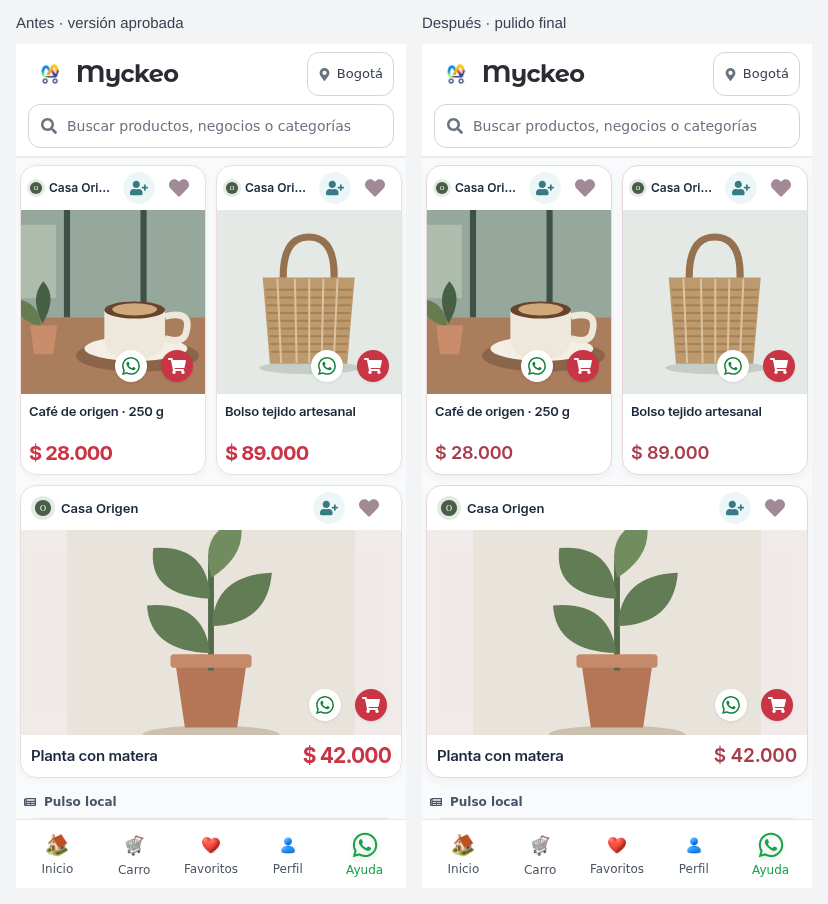 Antes · versión aprobada
Myckeo
Bogotá
Buscar productos, negocios o categorías
Casa Ori...
Casa Ori...
Café de origen · 250 g
Bolso tejido artesanal
$ 28.000
$ 89.000
Casa Origen
Planta con matera
$ 42.000
Pulso local
Inicio
Carro
Favoritos
Perfil
Ayuda
Después · pulido final
Myckeo
Bogotá
Buscar productos, negocios o categorías
Casa Ori...
Casa Ori...
Café de origen · 250 g
Bolso tejido artesanal
$ 28.000
$ 89.000
Casa Origen
Planta con matera
$ 42.000
Pulso local
Inicio
Carro
Favoritos
Perfil
Ayuda